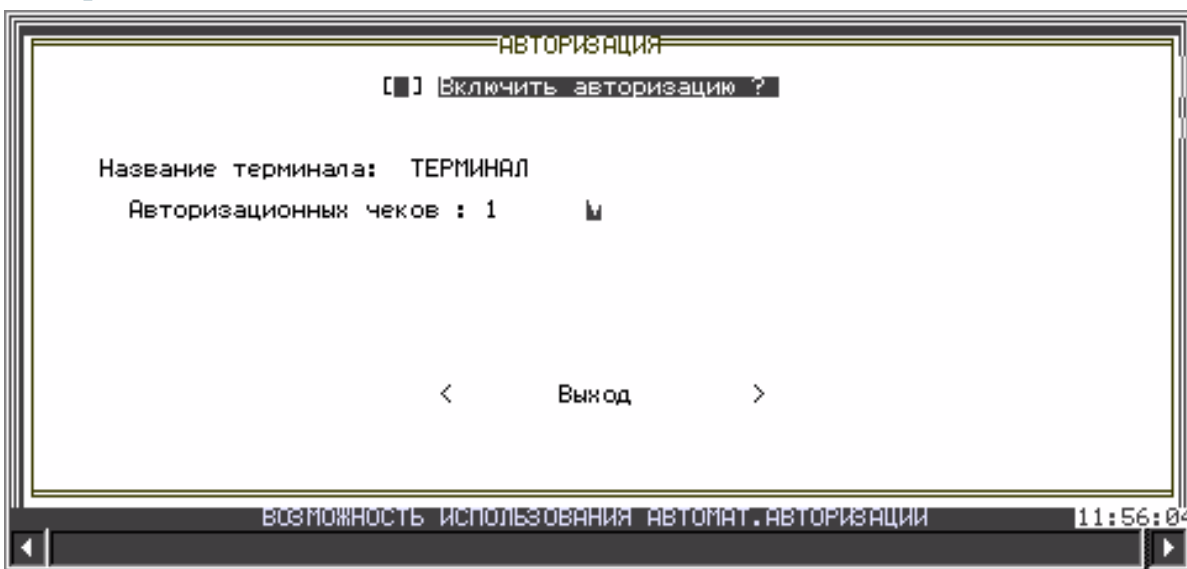 АВТОРИЗАЦИЯ
[■] Включить авторизацию ?
Название терминала: ТЕРМИНАЛ
Авторизационных чеков : 1
< Выход >
ВОЗМОЖНОСТЬ ИСПОЛЬЗОВАНИЯ АВТОМАТ.АВТОРИЗАЦИИ 11:56:04